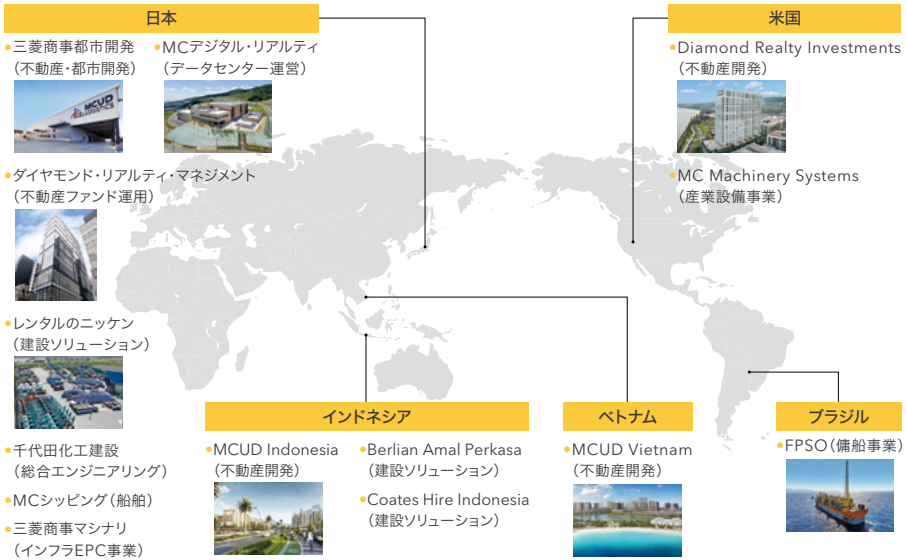 日本
•三菱商事都市開発
(不動産・都市開発)
MCUD
LOGISTICS
•MCデジタル・リアルティ
(データセンター運営)
•ダイヤモンド・リアルティ・マネジメント
(不動産ファンド運用)
•レンタルのニッケン
(建設ソリューション)
•千代田化工建設
(総合エンジニアリング)
•MCシッピング(船舶)
•三菱商事マシナリ
(インフラEPC事業)
米国
•Diamond Realty Investments
(不動産開発)
•MC Machinery Systems
(産業設備事業)
インドネシア
•MCUD Indonesia
(不動産開発)
•Berlian Amal Perkasa
(建設ソリューション)
•Coates Hire Indonesia
(建設ソリューション)
ベトナム
•MCUD Vietnam
(不動産開発)
ブラジル
•FPSO(傭船事業)